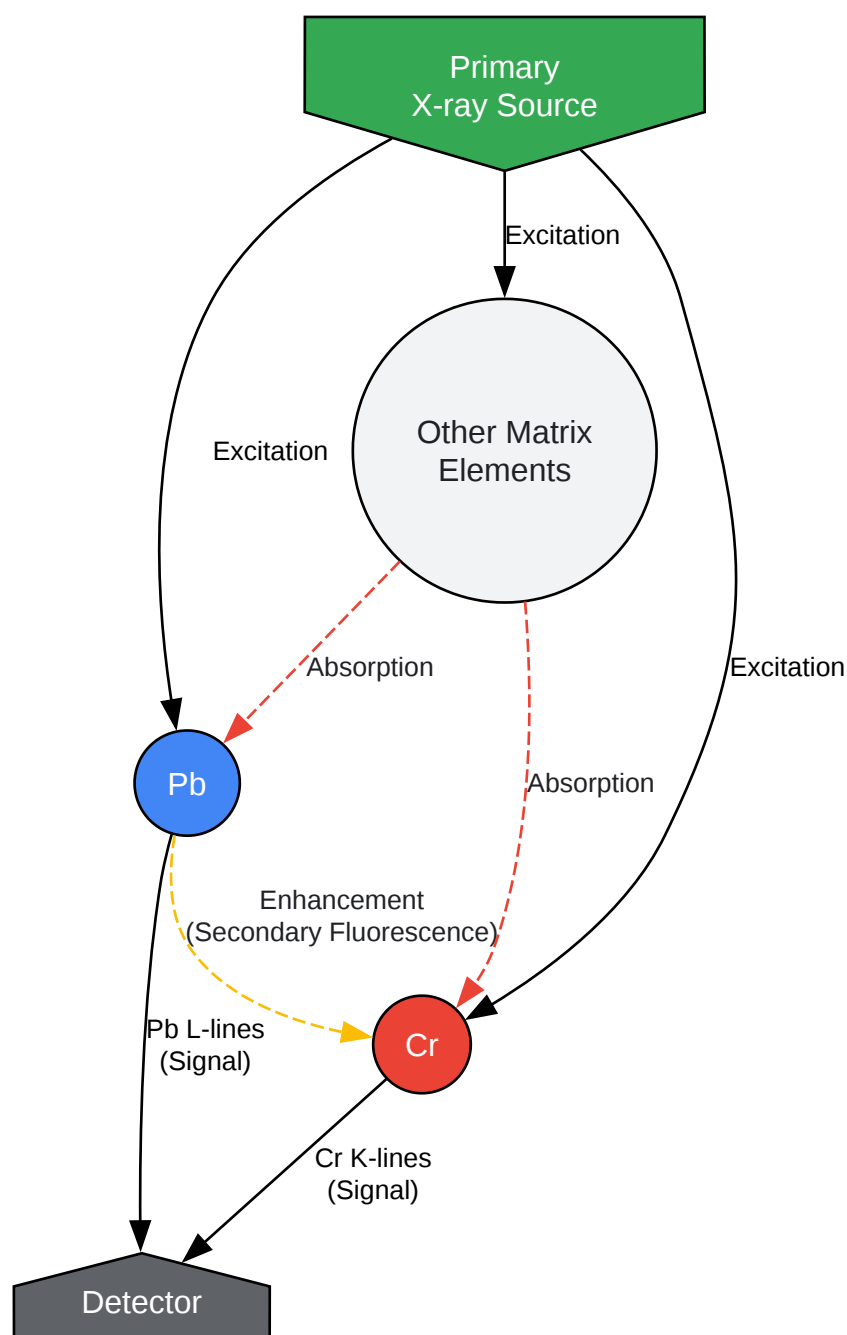 Primary
X-ray Source
Excitation
Other Matrix
Elements
Excitation
Absorption
Excitation
Pb
Absorption
Enhancement
(Secondary Fluorescence)
Pb L-lines
(Signal)
Cr
Cr K-lines
(Signal)
Detector